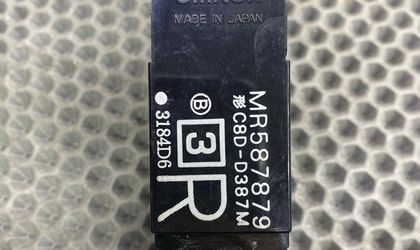 MADE IN JAPAN
MR587879
形 C8D-D387M
B 3 R
3184D6